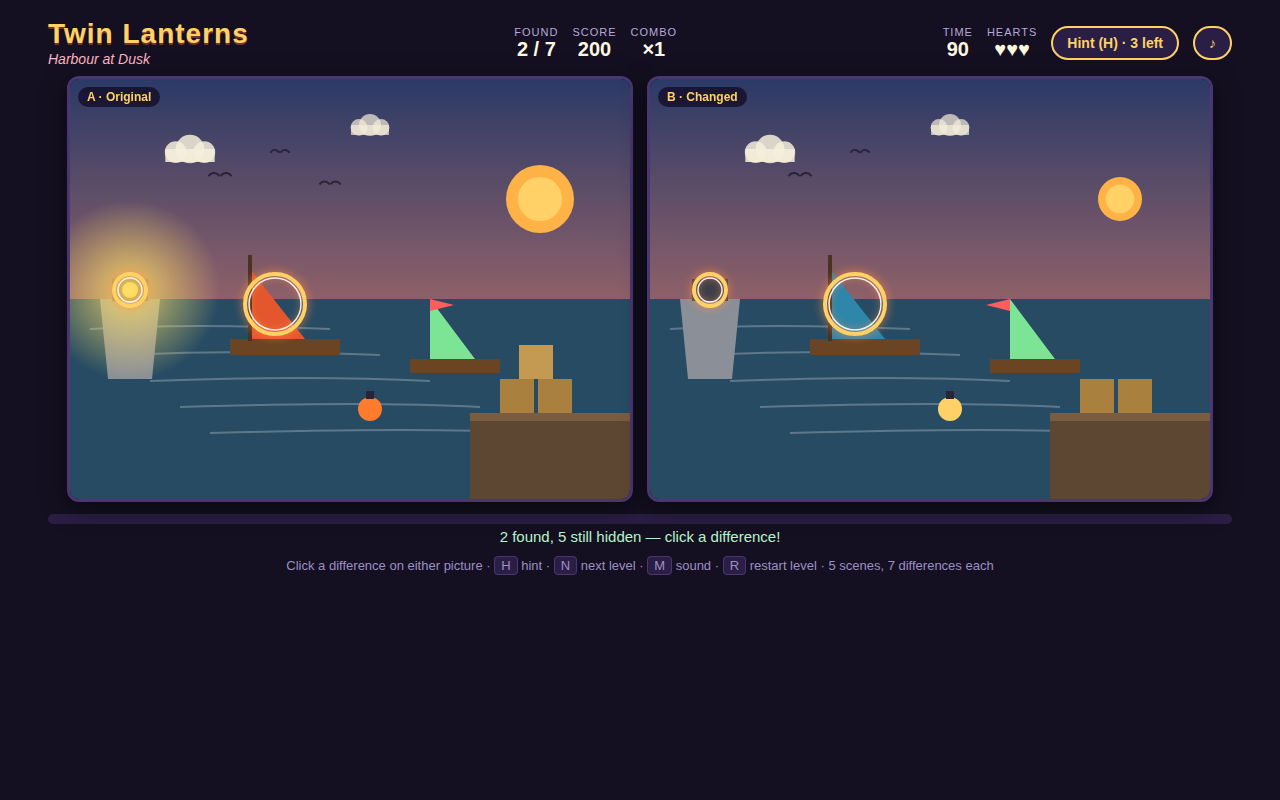 Twin Lanterns
Harbour at Dusk
FOUND SCORE COMBO
2 / 7 200 ×1
TIME HEARTS
90 ♥♥♥
Hint (H) · 3 left
♪
A · Original
B · Changed
2 found, 5 still hidden — click a difference!
Click a difference on either picture · H hint · N next level · M sound · R restart level · 5 scenes, 7 differences each